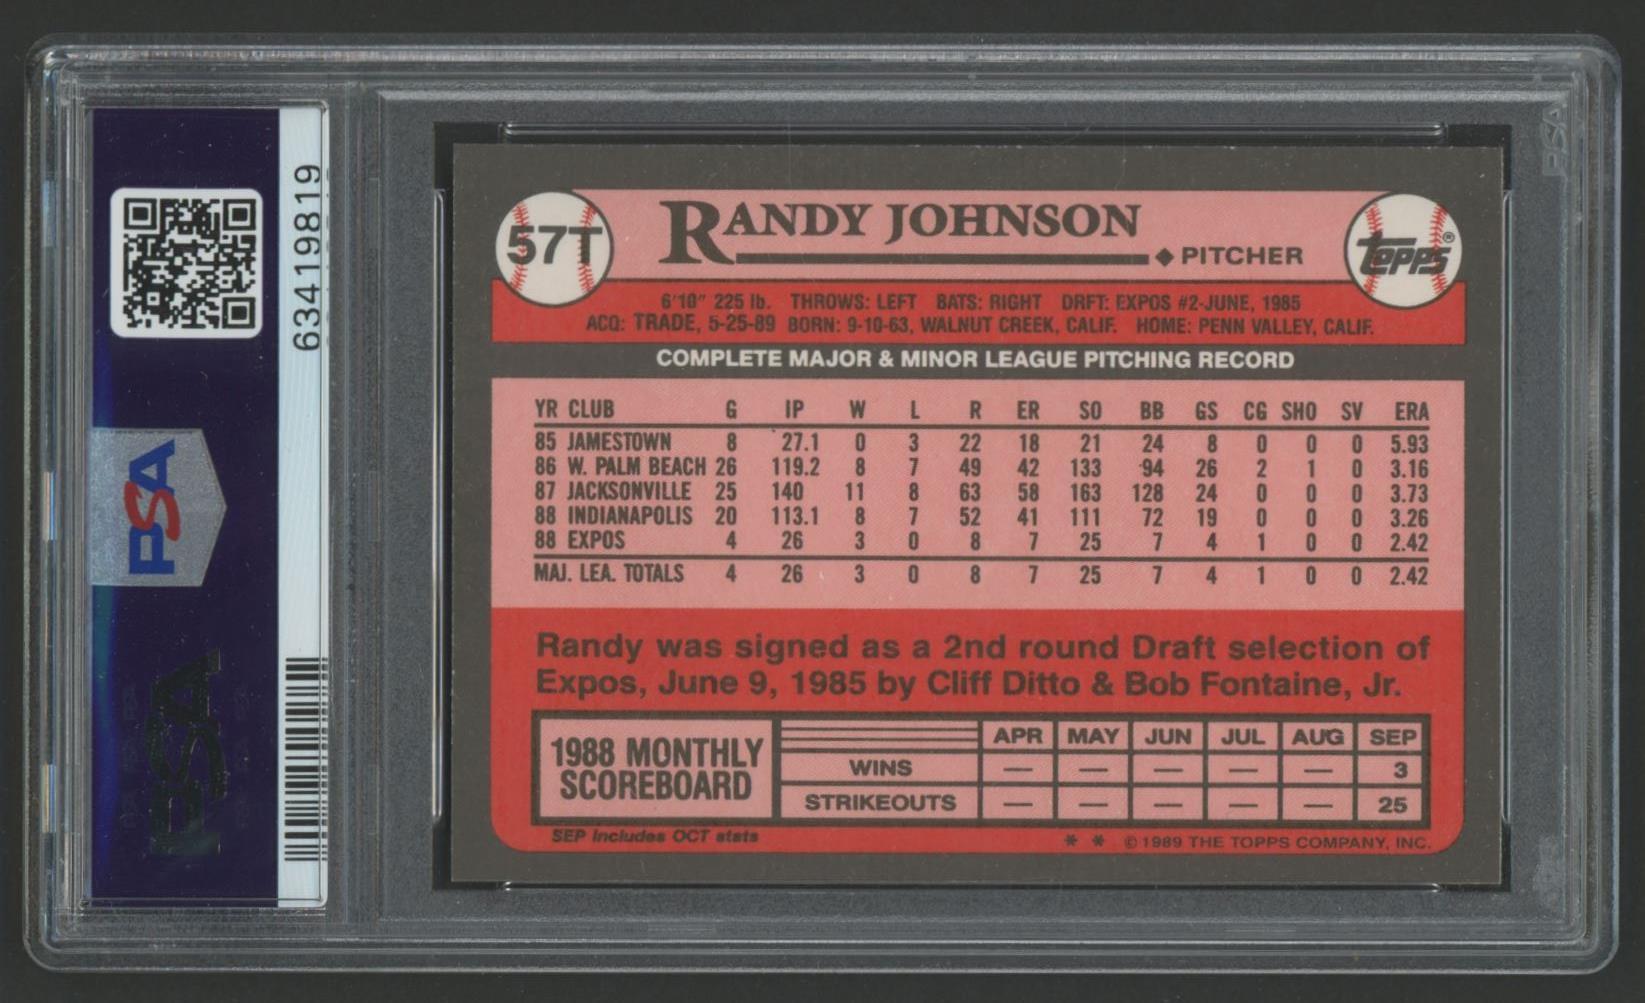 63419819
PSA
PSA
PSA
57T
RANDY JOHNSON
◆ PITCHER
TOPPS®
6'10" 225 lb. THROWS: LEFT BATS: RIGHT DRFT: EXPOS #2-JUNE, 1985
ACQ: TRADE, 5-25-89 BORN: 9-10-63, WALNUT CREEK, CALIF. HOME: PENN VALLEY, CALIF.
COMPLETE MAJOR & MINOR LEAGUE PITCHING RECORD
YR CLUB G IP W L R ER SO BB GS CG SHO SV ERA
85 JAMESTOWN 8 27.1 0 3 22 18 21 24 8 0 0 0 5.93
86 W. PALM BEACH 26 119.2 8 7 49 42 133 94 26 2 1 0 3.16
87 JACKSONVILLE 25 140 11 8 63 58 163 128 24 0 0 0 3.73
88 INDIANAPOLIS 20 113.1 8 7 52 41 111 72 19 0 0 0 3.26
88 EXPOS 4 26 3 0 8 7 25 7 4 1 0 0 2.42
MAJ. LEA. TOTALS 4 26 3 0 8 7 25 7 4 1 0 0 2.42
Randy was signed as a 2nd round Draft selection of
Expos, June 9, 1985 by Cliff Ditto & Bob Fontaine, Jr.
1988 MONTHLY
SCOREBOARD
APR MAY JUN JUL AUG SEP
WINS — — — — — 3
STRIKEOUTS — — — — — 25
SEP includes OCT stats
* * © 1989 THE TOPPS COMPANY, INC.